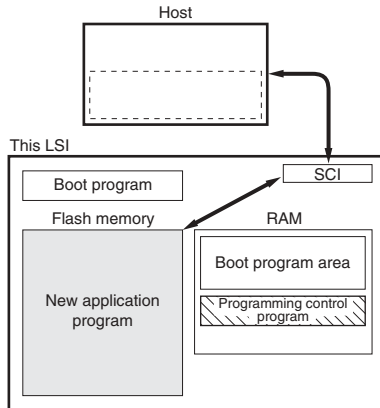 Host
This LSI
SCI
Boot program
Flash memory
RAM
Boot program area
New application
program
Programming control
program